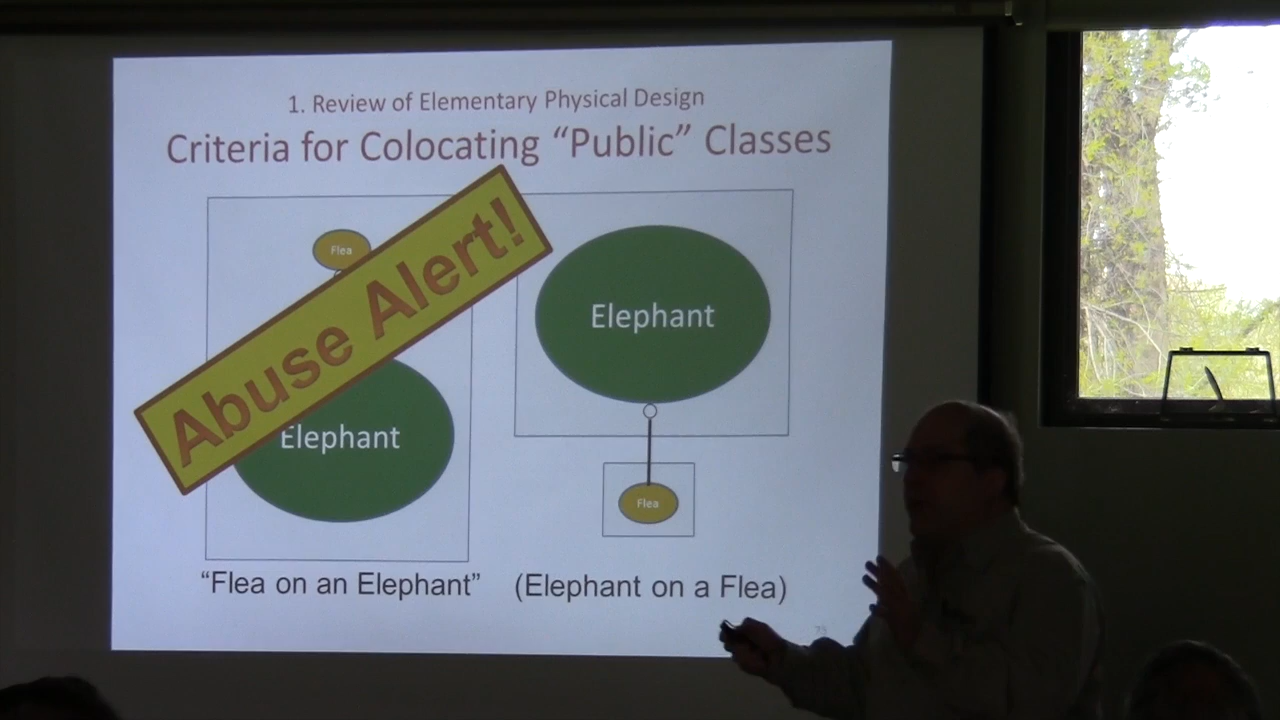 1. Review of Elementary Physical Design
Criteria for Colocating “Public” Classes
Flea
Abuse Alert!
Elephant
Elephant
Flea
“Flea on an Elephant”
(Elephant on a Flea)